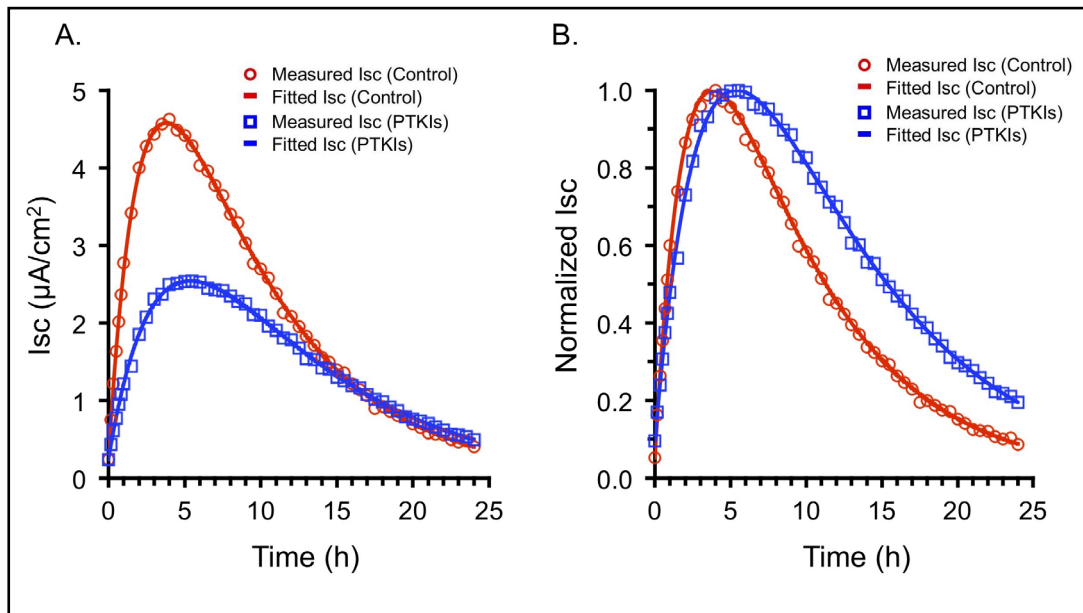 A.
Measured Isc (Control)
Fitted Isc (Control)
Measured Isc (PTKIs)
Fitted Isc (PTKIs)
5
4
3
2
1
0
Isc (µA/cm²)
0 5 10 15 20 25
Time (h)
B.
Measured Isc (Control)
Fitted Isc (Control)
Measured Isc (PTKIs)
Fitted Isc (PTKIs)
1.0
0.8
0.6
0.4
0.2
0.0
Normalized Isc
0 5 10 15 20 25
Time (h)